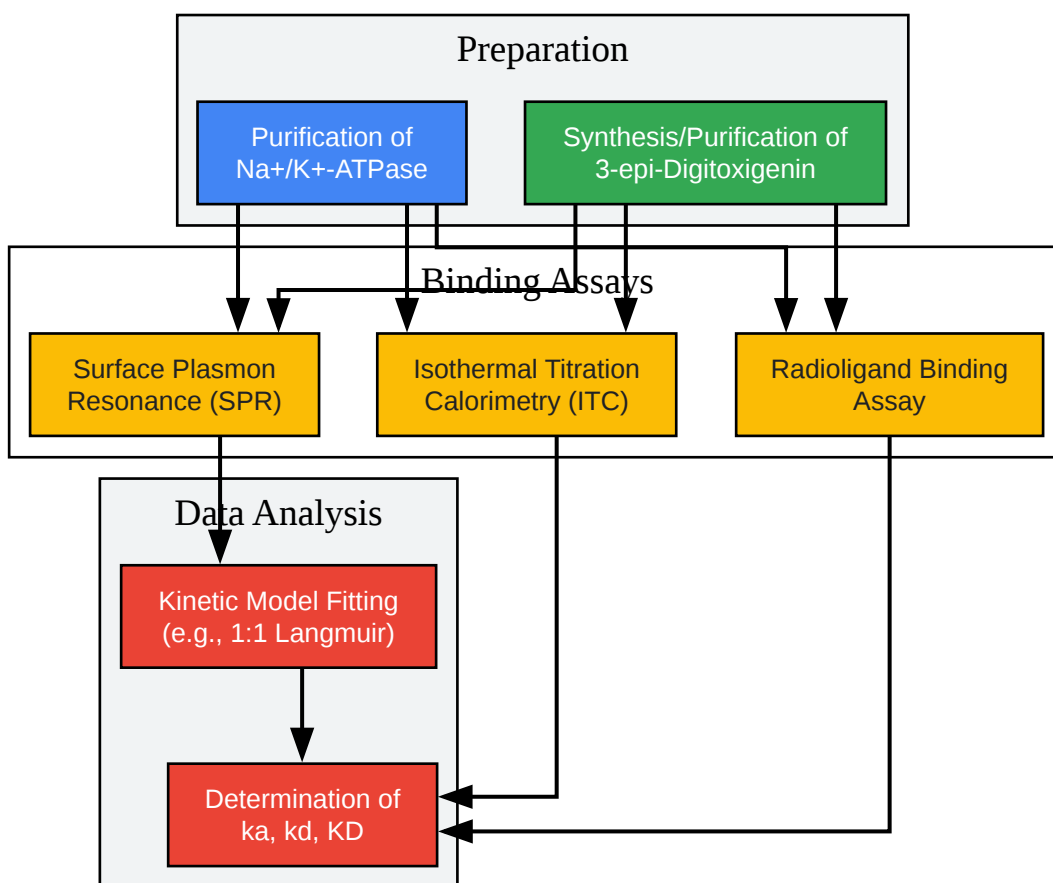 Preparation
Purification of
Na+/K+-ATPase
Synthesis/Purification of
3-epi-Digitoxigenin
Binding Assays
Surface Plasmon
Resonance (SPR)
Isothermal Titration
Calorimetry (ITC)
Radioligand Binding
Assay
Data Analysis
Kinetic Model Fitting
(e.g., 1:1 Langmuir)
Determination of
ka, kd, KD